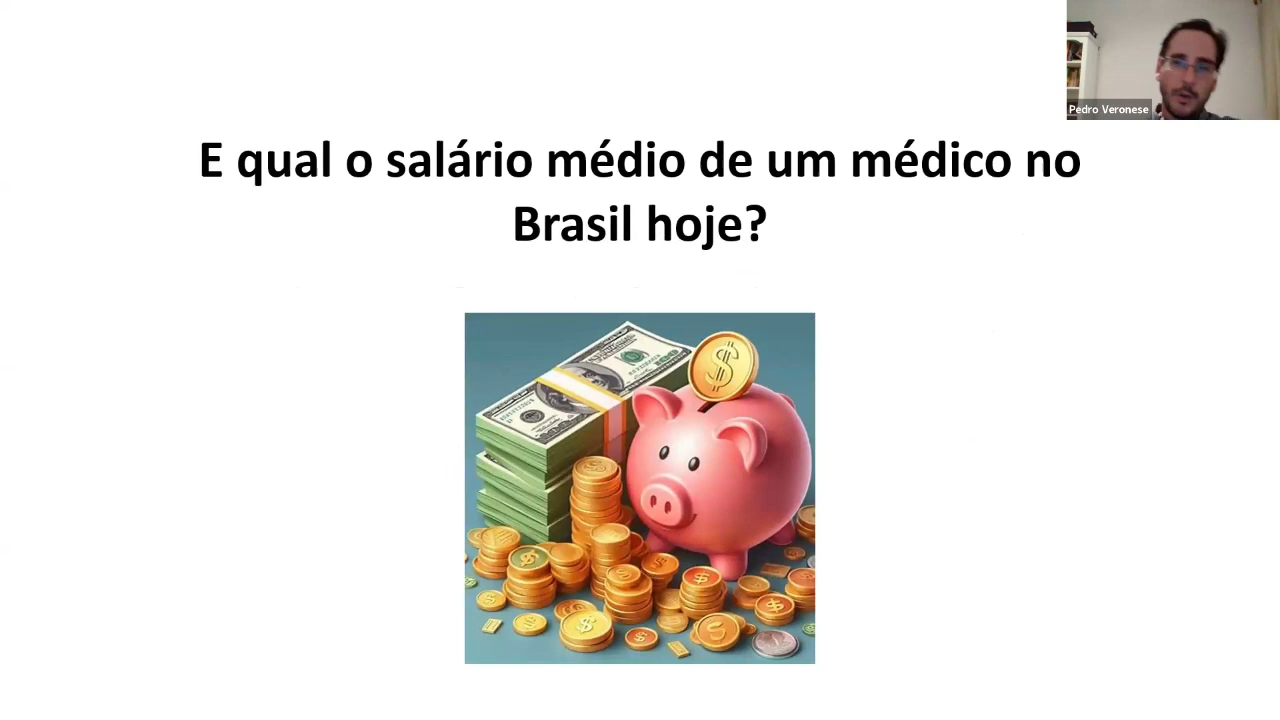 Pedro Veronese
E qual o salário médio de um médico no
Brasil hoje?